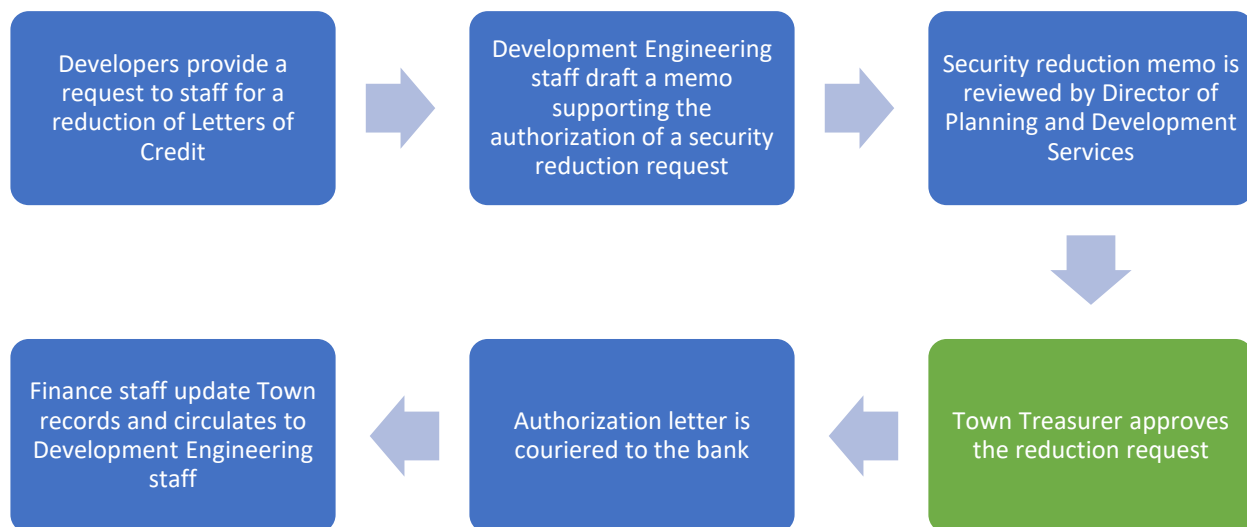 Developers provide a
request to staff for a
reduction of Letters of
Credit
Development Engineering
staff draft a memo
supporting the
authorization of a security
reduction request
Security reduction memo is
reviewed by Director of
Planning and Development
Services
Town Treasurer approves
the reduction request
Authorization letter is
couriered to the bank
Finance staff update Town
records and circulates to
Development Engineering
staff